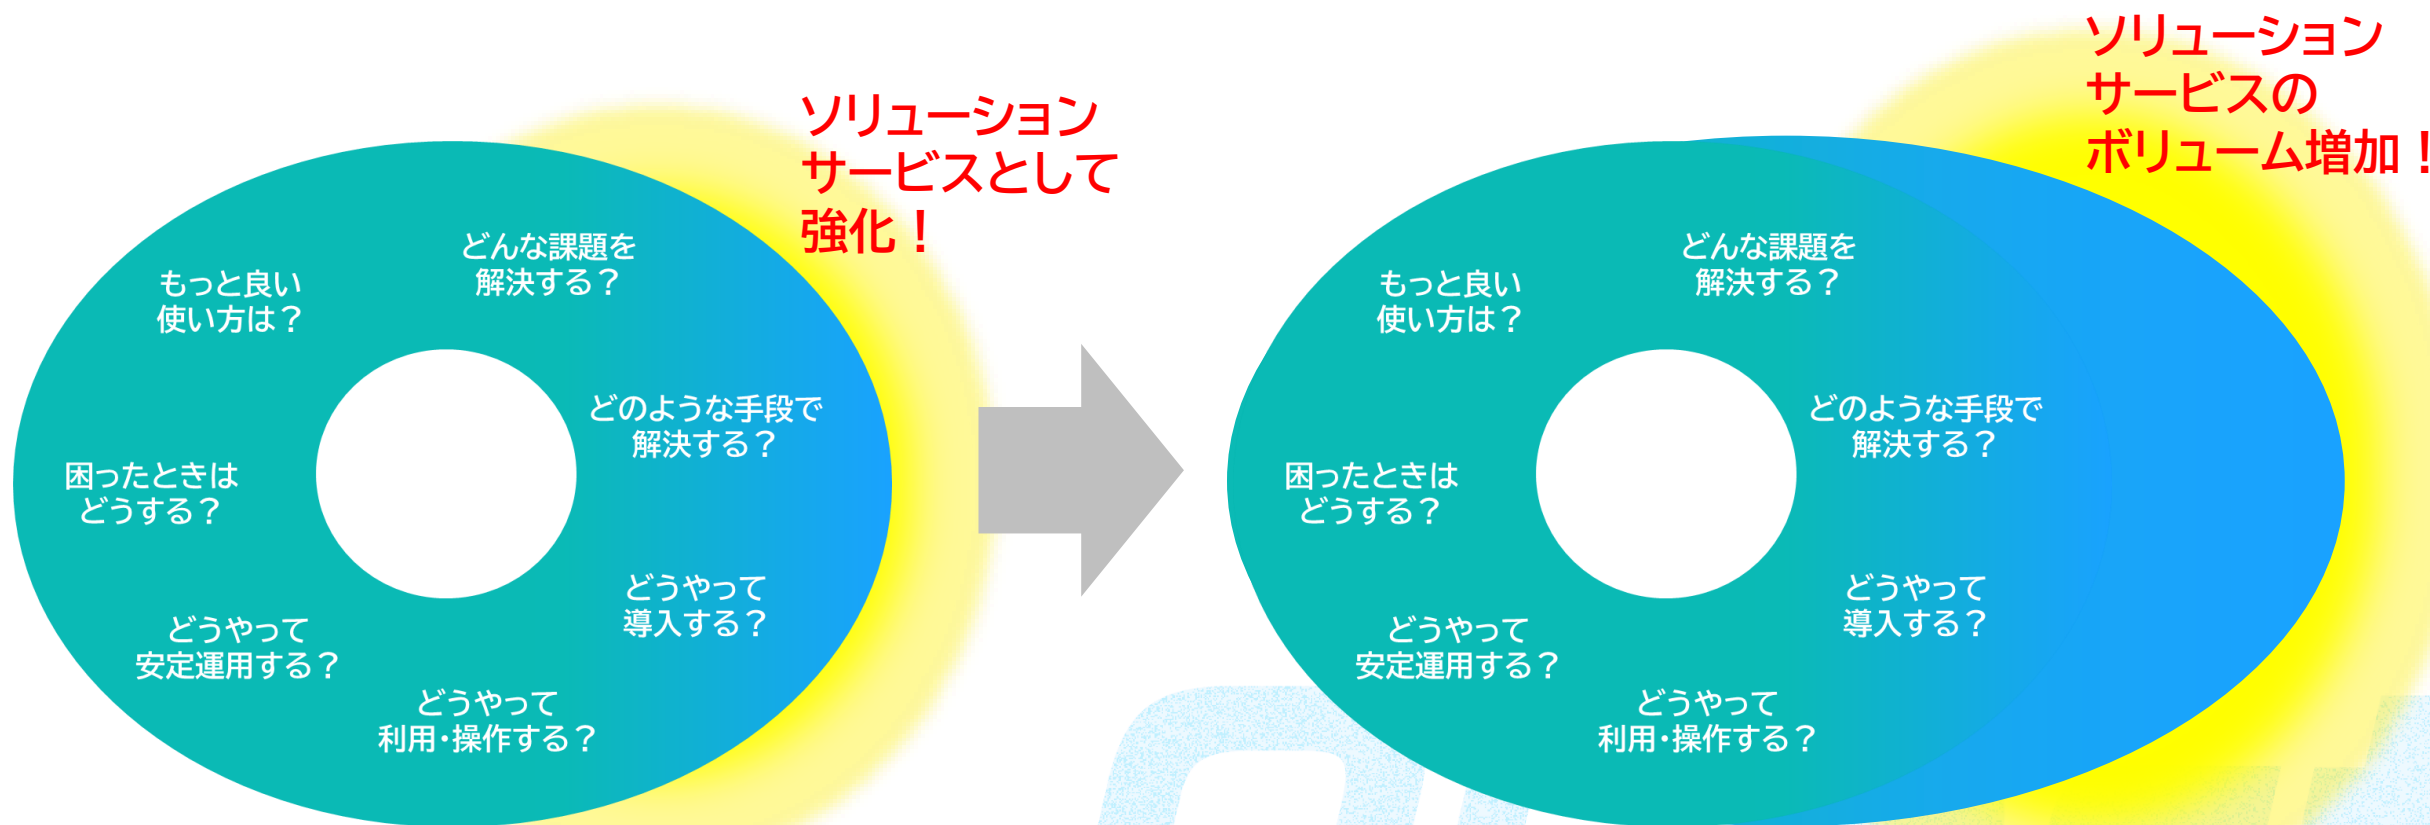 ソリューション
サービスとして
強化！
どんな課題を
解決する？
もっと良い
使い方は？
どのような手段で
解決する？
困ったときは
どうする？
どうやって
導入する？
どうやって
安定運用する？
どうやって
利用・操作する？
ソリューション
サービスの
ボリューム増加！
どんな課題を
解決する？
もっと良い
使い方は？
どのような手段で
解決する？
困ったときは
どうする？
どうやって
導入する？
どうやって
安定運用する？
どうやって
利用・操作する？